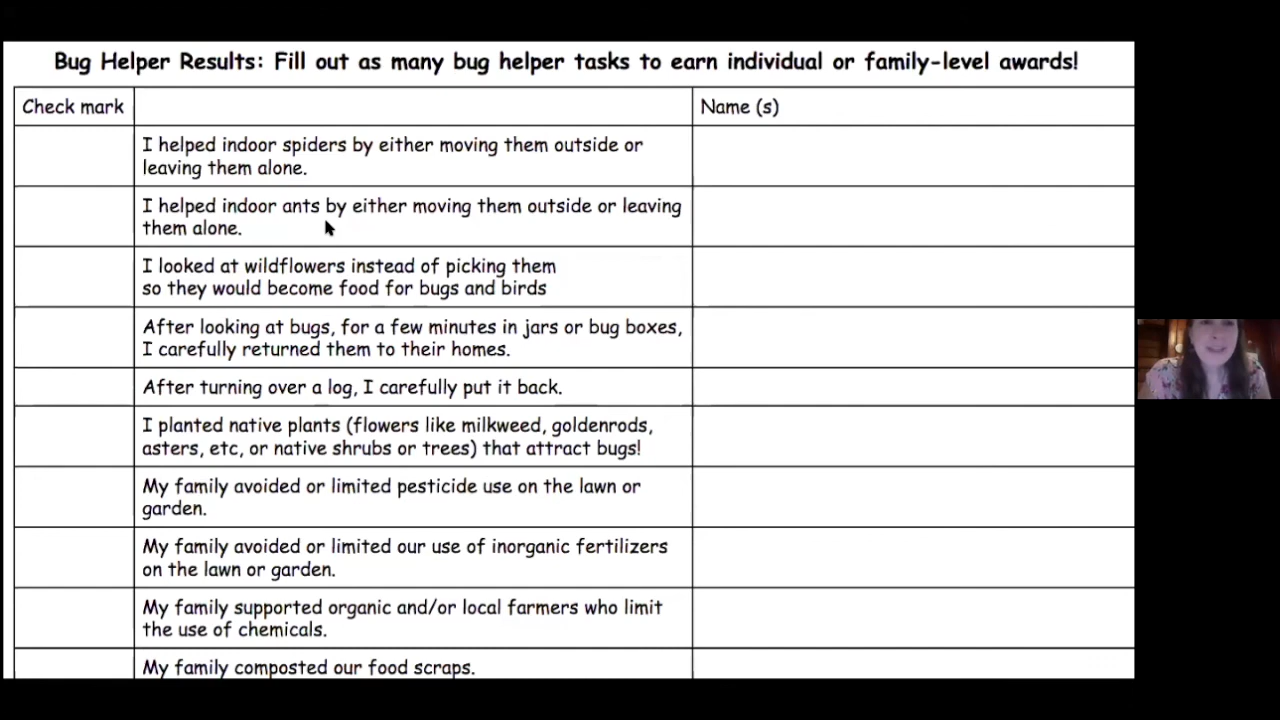 Bug Helper Results: Fill out as many bug helper tasks to earn individual or family-level awards!
Check mark
Name (s)
I helped indoor spiders by either moving them outside or
leaving them alone.
I helped indoor ants by either moving them outside or leaving
them alone.
I looked at wildflowers instead of picking them
so they would become food for bugs and birds
After looking at bugs, for a few minutes in jars or bug boxes,
I carefully returned them to their homes.
After turning over a log, I carefully put it back.
I planted native plants (flowers like milkweed, goldenrods,
asters, etc, or native shrubs or trees) that attract bugs!
My family avoided or limited pesticide use on the lawn or
garden.
My family avoided or limited our use of inorganic fertilizers
on the lawn or garden.
My family supported organic and/or local farmers who limit
the use of chemicals.
My family composted our food scraps.